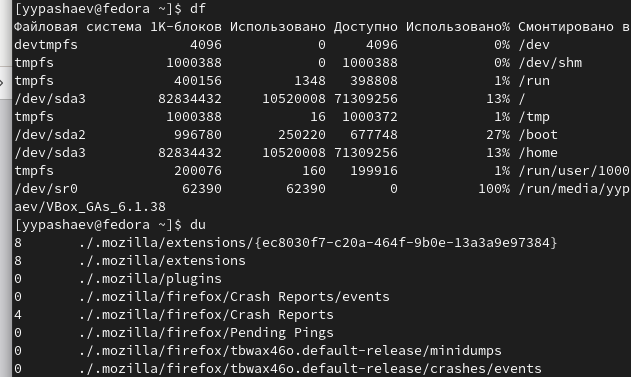 [yypashaev@fedora ~]$ df
Файловая система 1K-блоков Использовано Доступно Использовано% Смонтировано в
devtmpfs 4096 0 4096 0% /dev
tmpfs 1000388 0 1000388 0% /dev/shm
tmpfs 400156 1348 398808 1% /run
/dev/sda3 82834432 10520008 71309256 13% /
tmpfs 1000388 16 1000372 1% /tmp
/dev/sda2 996780 250220 677748 27% /boot
/dev/sda3 82834432 10520008 71309256 13% /home
tmpfs 200076 160 199916 1% /run/user/1000
/dev/sr0 62390 62390 0 100% /run/media/yyp
aev/VBox_GAs_6.1.38
[yypashaev@fedora ~]$ du
8 ./.mozilla/extensions/{ec8030f7-c20a-464f-9b0e-13a3a9e97384}
8 ./.mozilla/extensions
0 ./.mozilla/plugins
0 ./.mozilla/firefox/Crash Reports/events
4 ./.mozilla/firefox/Crash Reports
0 ./.mozilla/firefox/Pending Pings
0 ./.mozilla/firefox/tbwax46o.default-release/minidumps
0 ./.mozilla/firefox/tbwax46o.default-release/crashes/events